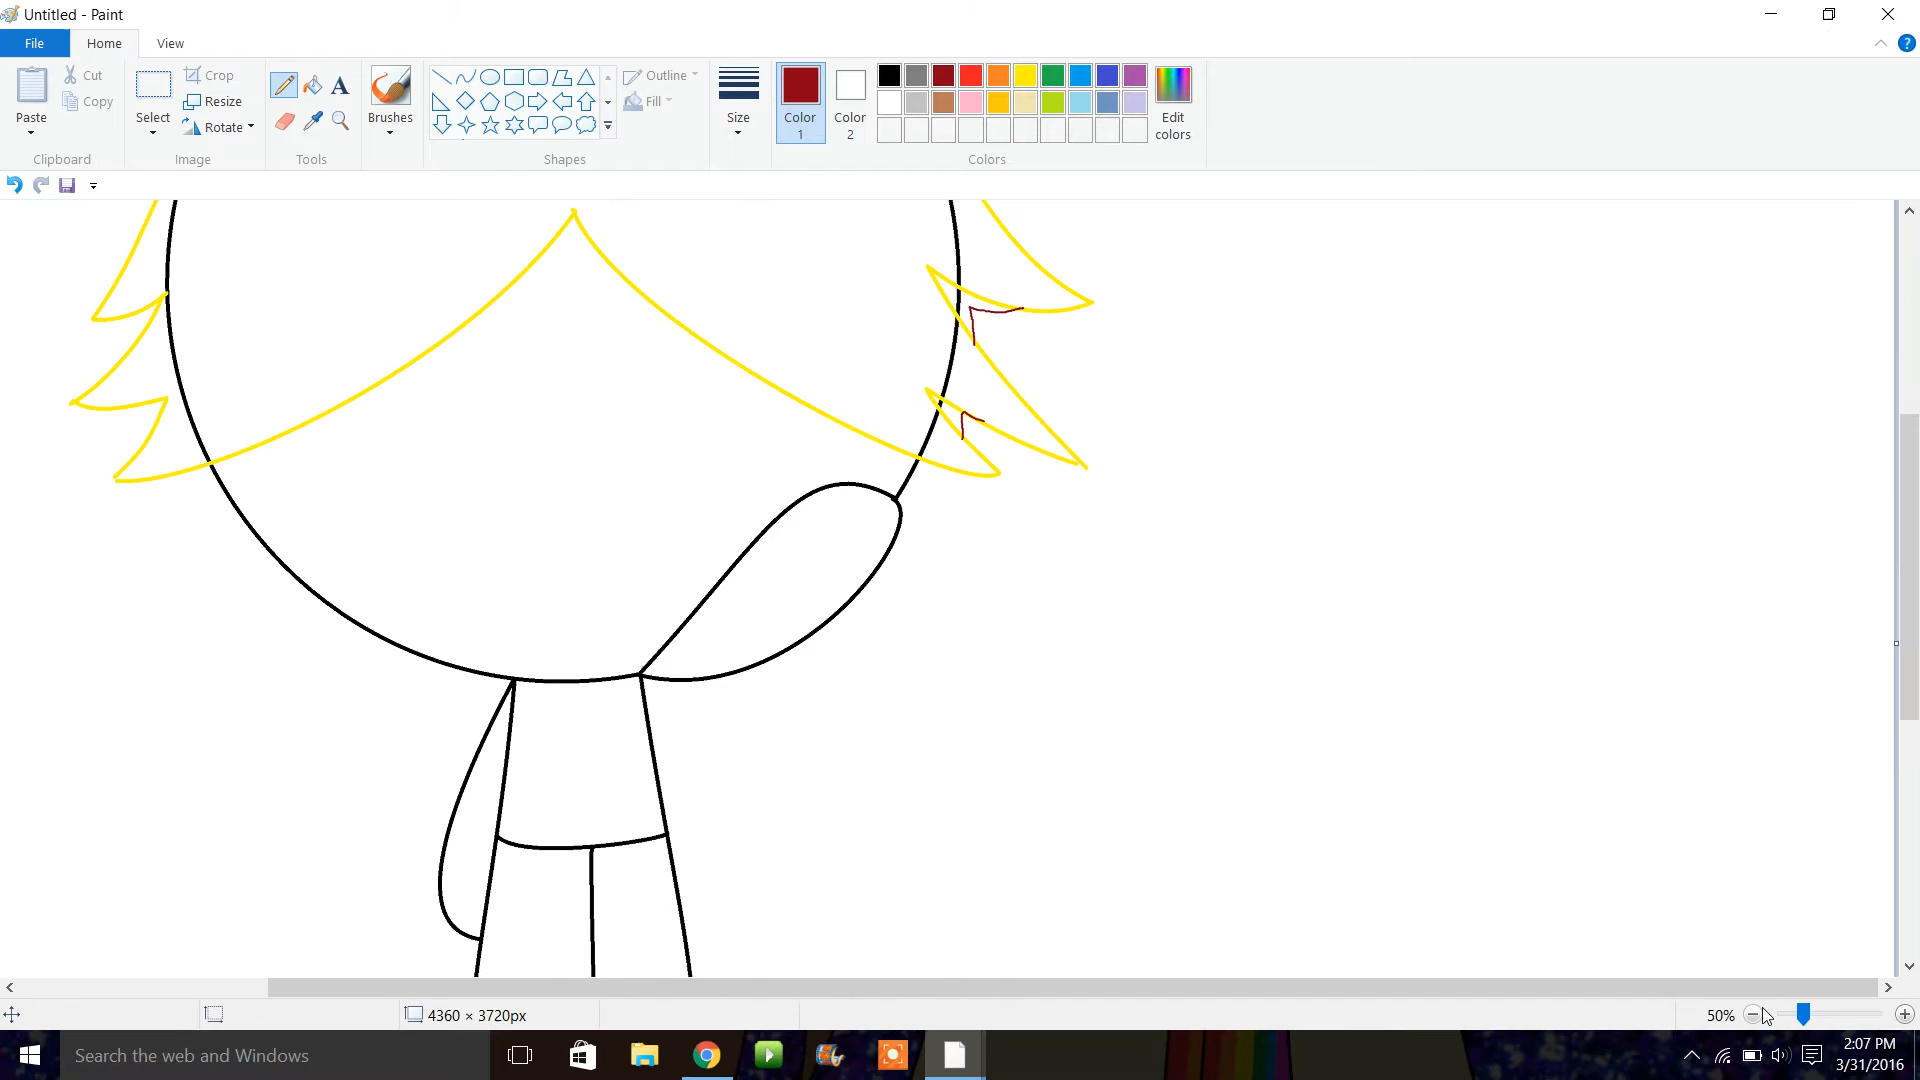 Untitled - Paint
File Home View
Paste
Cut
Copy
Clipboard
Select
Crop
Resize
Rotate
Image
A
Tools
Brushes
Outline
Fill
Shapes
Size
Color 1
Color 2
Edit colors
Colors
4360 × 3720px
50%
Search the web and Windows
2:07 PM
3/31/2016